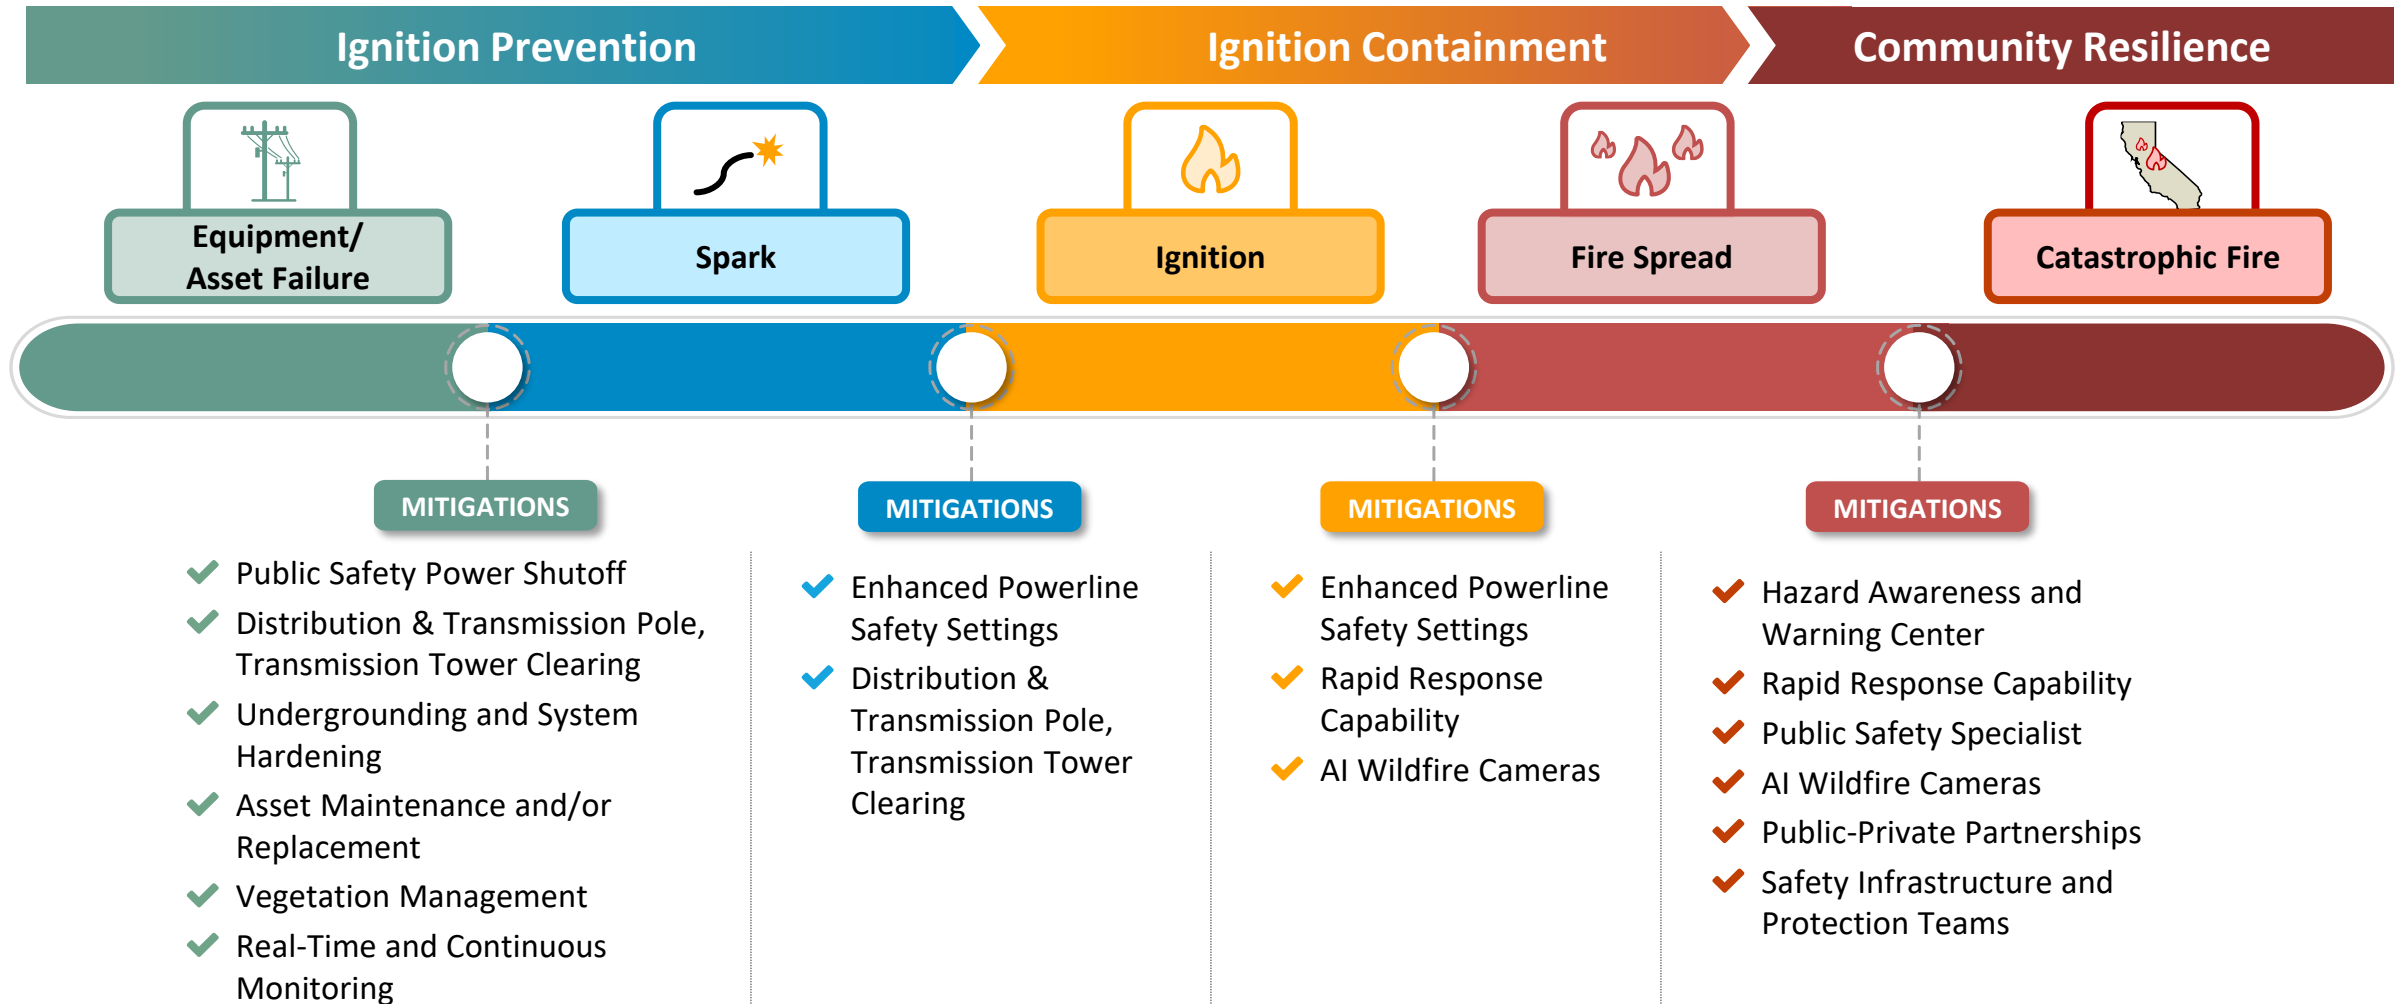 Ignition Prevention
Ignition Containment
Community Resilience
Equipment/
Asset Failure
Spark
Ignition
Fire Spread
Catastrophic Fire
MITIGATIONS
Public Safety Power Shutoff
Distribution & Transmission Pole,
Transmission Tower Clearing
Undergrounding and System
Hardening
Asset Maintenance and/or
Replacement
Vegetation Management
Real-Time and Continuous
Monitoring
MITIGATIONS
Enhanced Powerline
Safety Settings
Distribution &
Transmission Pole,
Transmission Tower
Clearing
MITIGATIONS
Enhanced Powerline
Safety Settings
Rapid Response
Capability
AI Wildfire Cameras
MITIGATIONS
Hazard Awareness and
Warning Center
Rapid Response Capability
Public Safety Specialist
AI Wildfire Cameras
Public-Private Partnerships
Safety Infrastructure and
Protection Teams